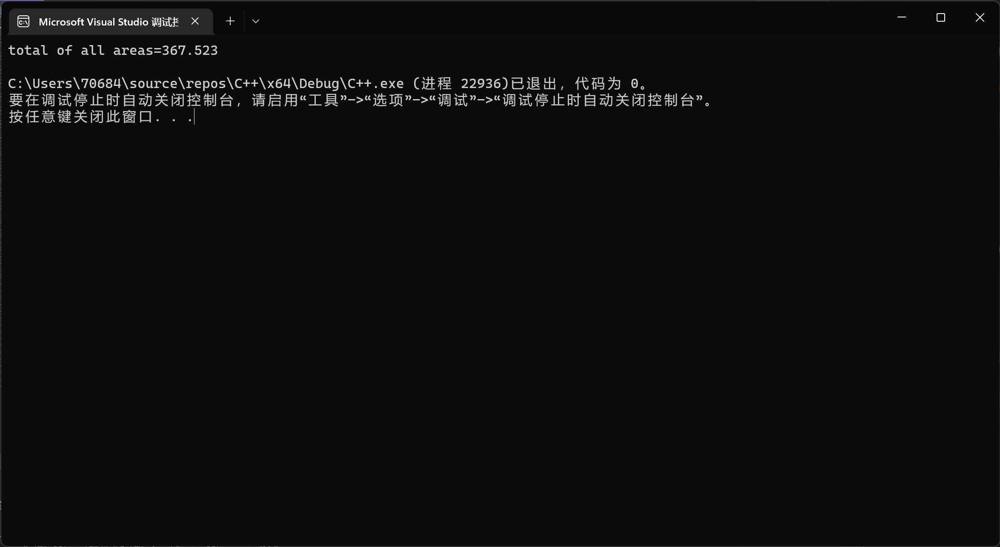 Microsoft Visual Studio 调试控
total of all areas=367.523
C:\Users\70684\source\repos\C++\x64\Debug\C++.exe (进程 22936)已退出，代码为 0。
要在调试停止时自动关闭控制台，请启用“工具”->“选项”->“调试”->“调试停止时自动关闭控制台”。
按任意键关闭此窗口. . .